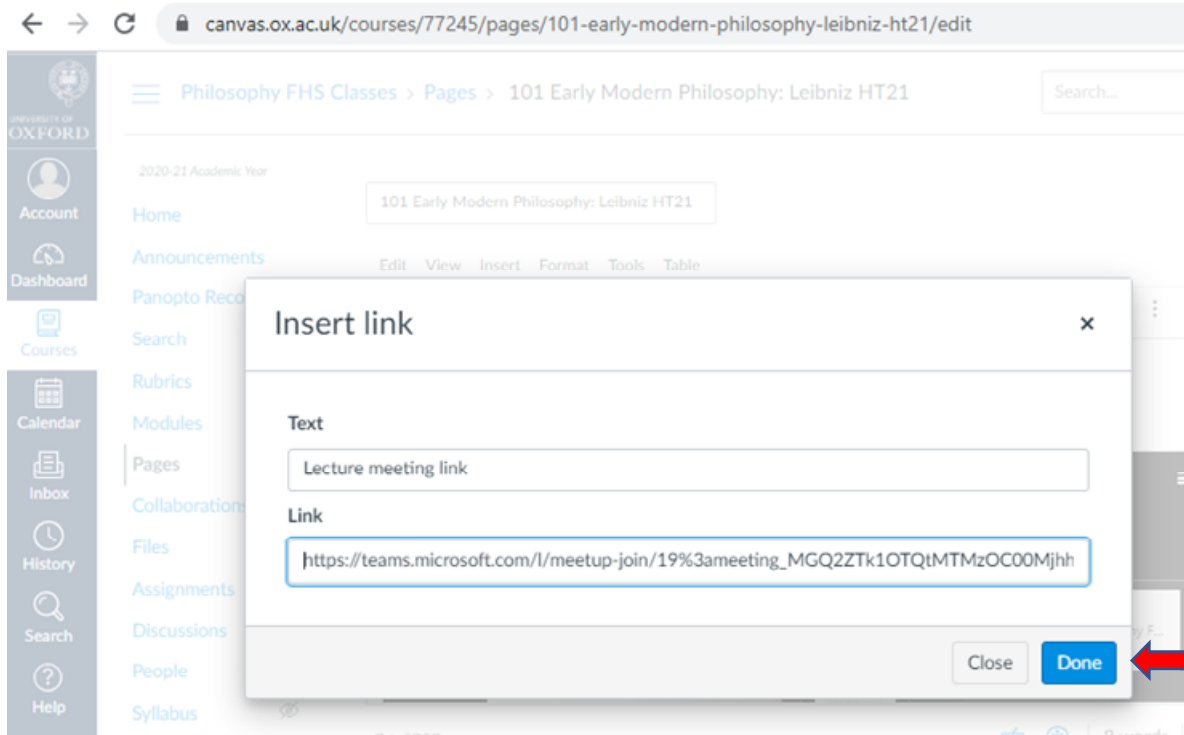 canvas.ox.ac.uk/courses/77245/pages/101-early-modern-philosophy-leibniz-ht21/edit
UNIVERSITY OF
OXFORD
Account
Dashboard
Courses
Calendar
Inbox
History
Search
Help
Philosophy FHS Classes > Pages > 101 Early Modern Philosophy: Leibniz HT21
Search...
2020-21 Academic Year
Home
Announcements
Panopto Reco
Search
Rubrics
Modules
Pages
Collaborations
Files
Assignments
Discussions
People
Syllabus
101 Early Modern Philosophy: Leibniz HT21
Edit View Insert Format Tools Table
Insert link
×
Text
Lecture meeting link
Link
https://teams.microsoft.com/l/meetup-join/19%3ameeting_MGQ2ZTk1OTQtMTMzOC00Mjhh
Close Done